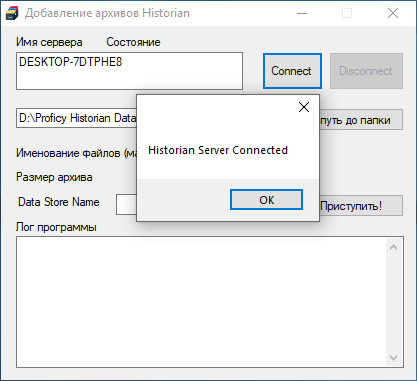 Добавление архивов Historian
Имя сервера Состояние
DESKTOP-7DTPHE8
Connect
Disconnect
D:\Proficy Historian Data
путь до папки
Historian Server Connected
OK
Именование файлов (ма
Размер архива
Data Store Name
Приступить!
Лог программы